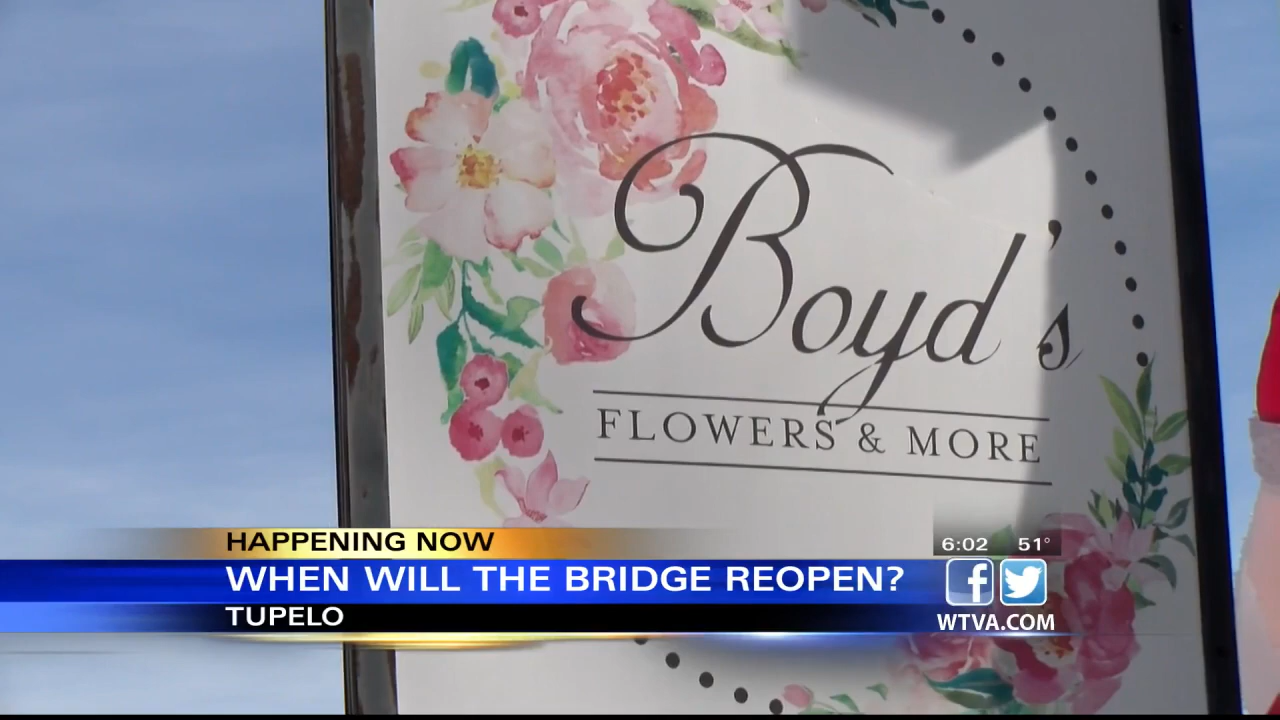 Boyd's
FLOWERS & MORE
HAPPENING NOW
6:02 51°
WHEN WILL THE BRIDGE REOPEN?
TUPELO
WTVA.COM